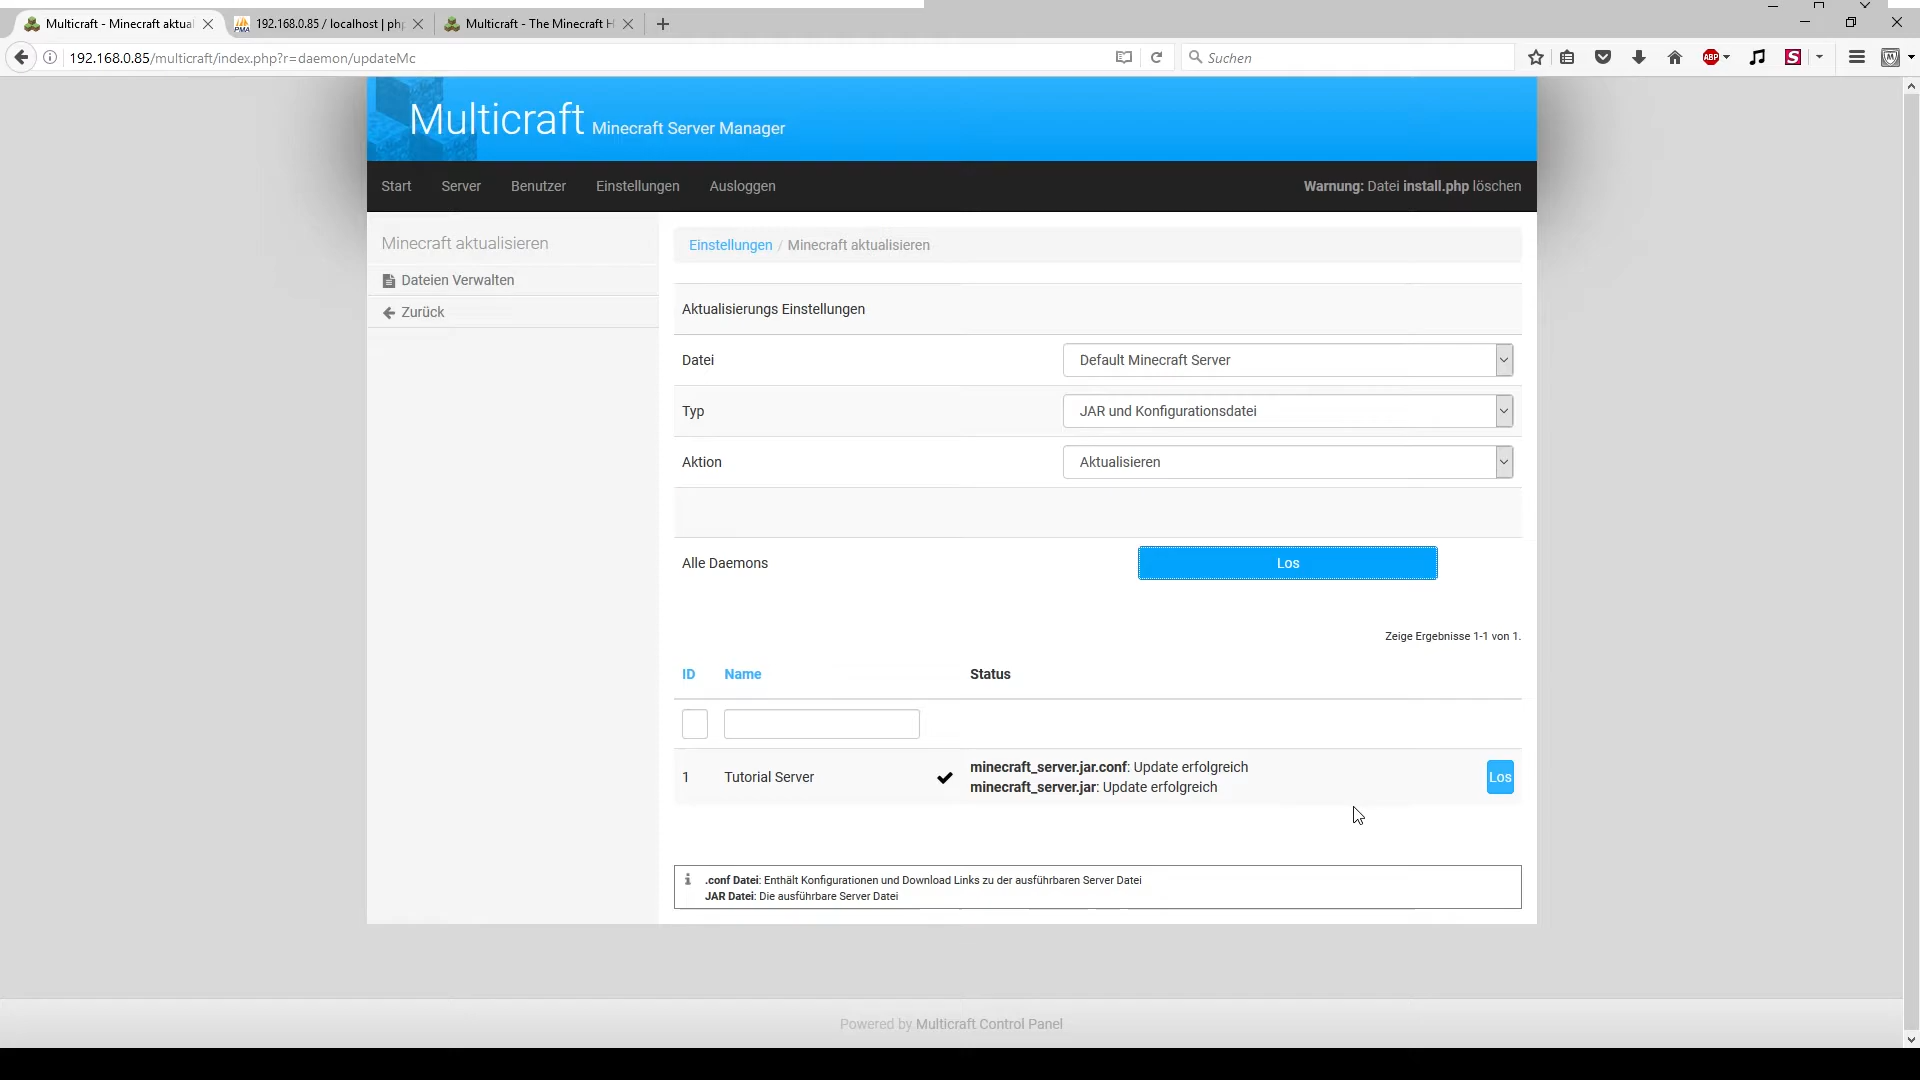 Multicraft - Minecraft aktual
192.168.0.85 / localhost | ph
Multicraft - The Minecraft H
192.168.0.85/multicraft/index.php?r=daemon/updateMc
Suchen
ABP
S
Multicraft Minecraft Server Manager
Start
Server
Benutzer
Einstellungen
Ausloggen
Warnung: Datei install.php löschen
Minecraft aktualisieren
Dateien Verwalten
Zurück
Einstellungen / Minecraft aktualisieren
Aktualisierungs Einstellungen
Datei
Default Minecraft Server
Typ
JAR und Konfigurationsdatei
Aktion
Aktualisieren
Alle Daemons
Los
Zeige Ergebnisse 1-1 von 1.
ID
Name
Status
1
Tutorial Server
minecraft_server.jar.conf: Update erfolgreich
minecraft_server.jar: Update erfolgreich
Los
.conf Datei: Enthält Konfigurationen und Download Links zu der ausführbaren Server Datei
JAR Datei: Die ausführbare Server Datei
Powered by Multicraft Control Panel